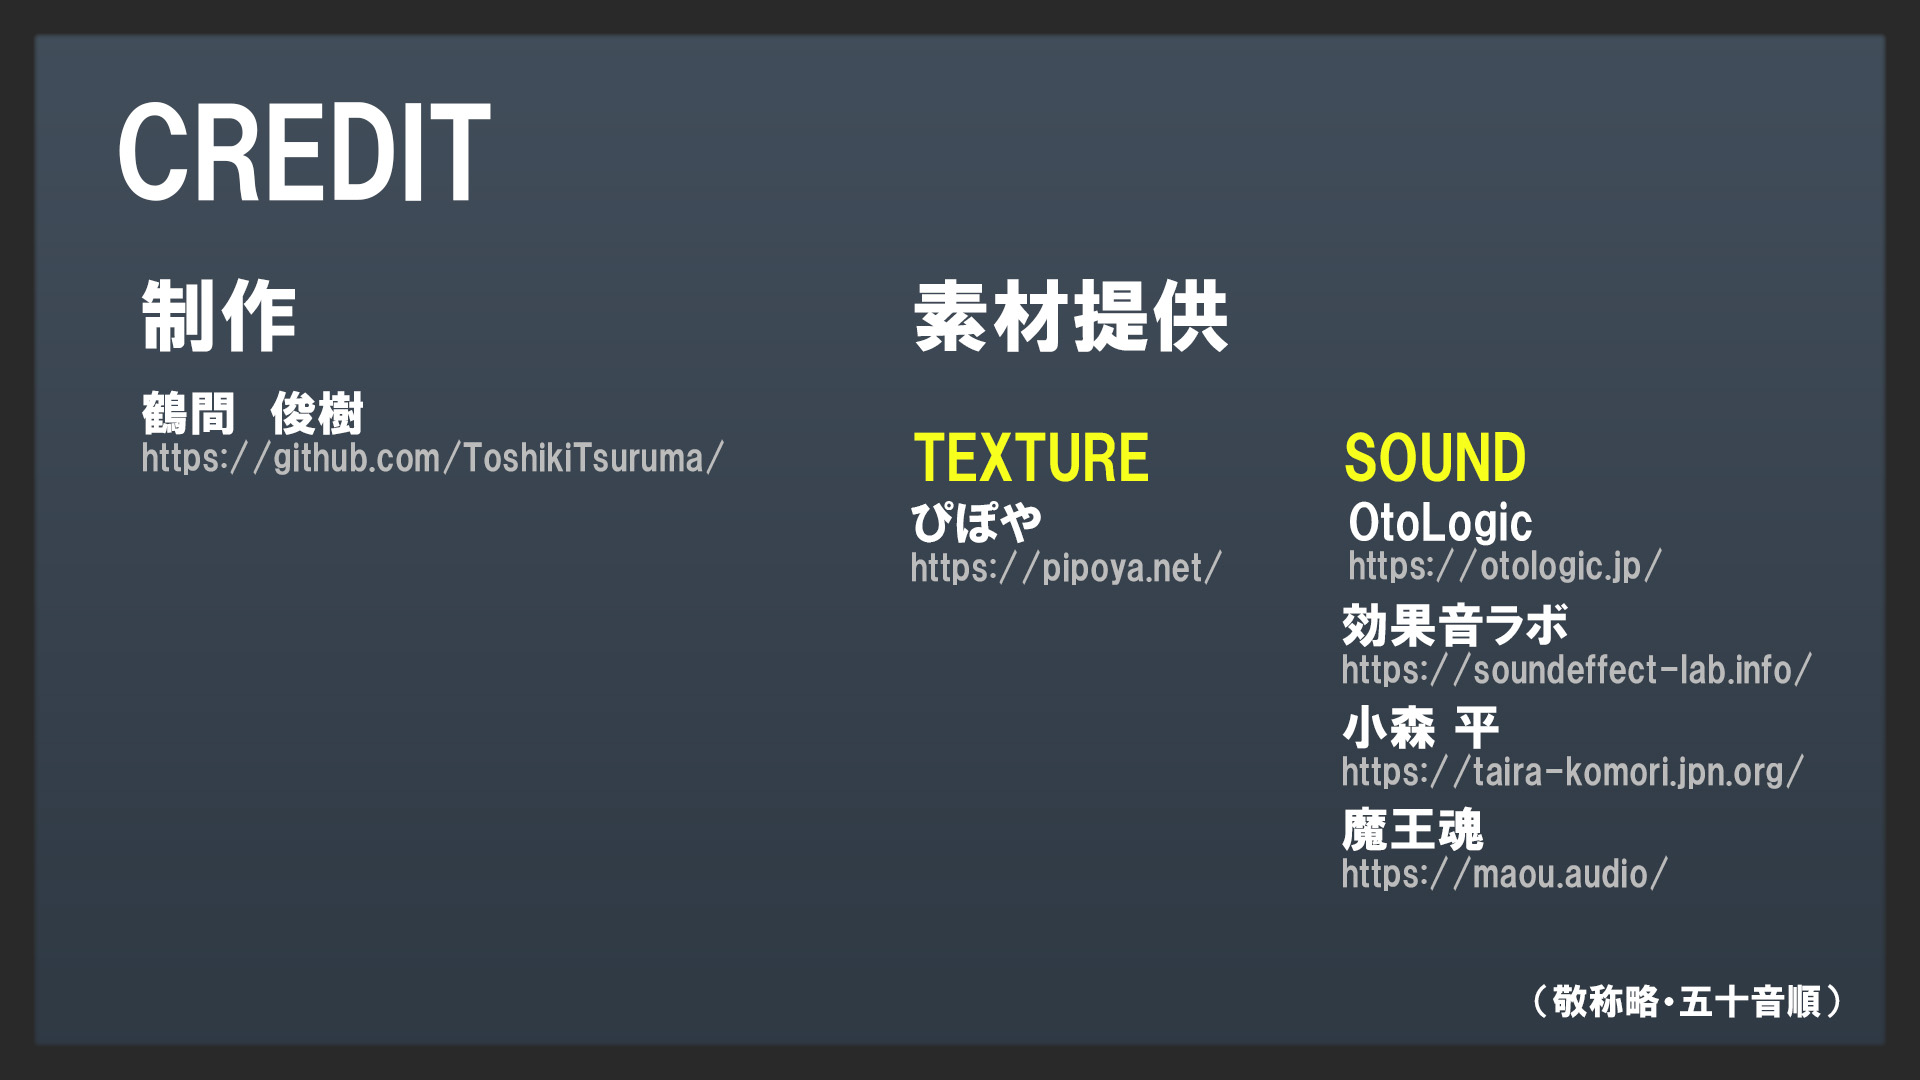 CREDIT
制作
鶴間　俊樹
https://github.com/ToshikiTsuruma/
素材提供
TEXTURE
ぴぽや
https://pipoya.net/
SOUND
OtoLogic
https://otologic.jp/
効果音ラボ
https://soundeffect-lab.info/
小森 平
https://taira-komori.jpn.org/
魔王魂
https://maou.audio/
（敬称略・五十音順）